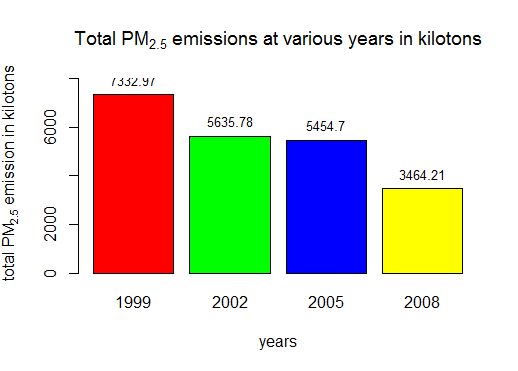 Total PM2.5 emissions at various years in kilotons
total PM2.5 emission in kilotons
6000
2000
0
7332.97
5635.78
5454.7
3464.21
1999 2002 2005 2008
years